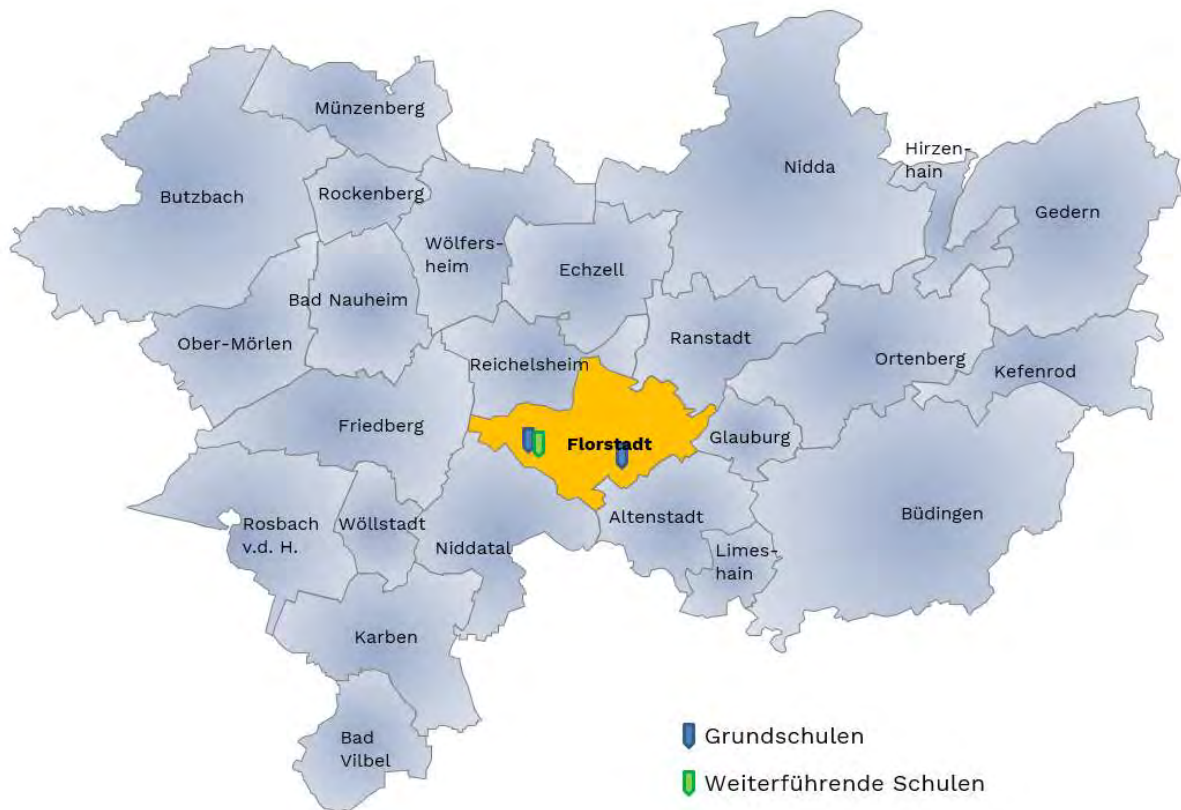 Münzenberg
Hirzen-
hain
Nidda
Butzbach
Rockenberg
Gedern
Wölfers-
heim
Echzell
Bad Nauheim
Ober-Mörlen
Ranstadt
Reichelsheim
Ortenberg
Kefenrod
Friedberg
Florstadt
Glauburg
Rosbach
v.d. H.
Wöllstadt
Niddatal
Altenstadt
Büdingen
Limes-
hain
Karben
Bad
Vilbel
Grundschulen
Weiterführende Schulen